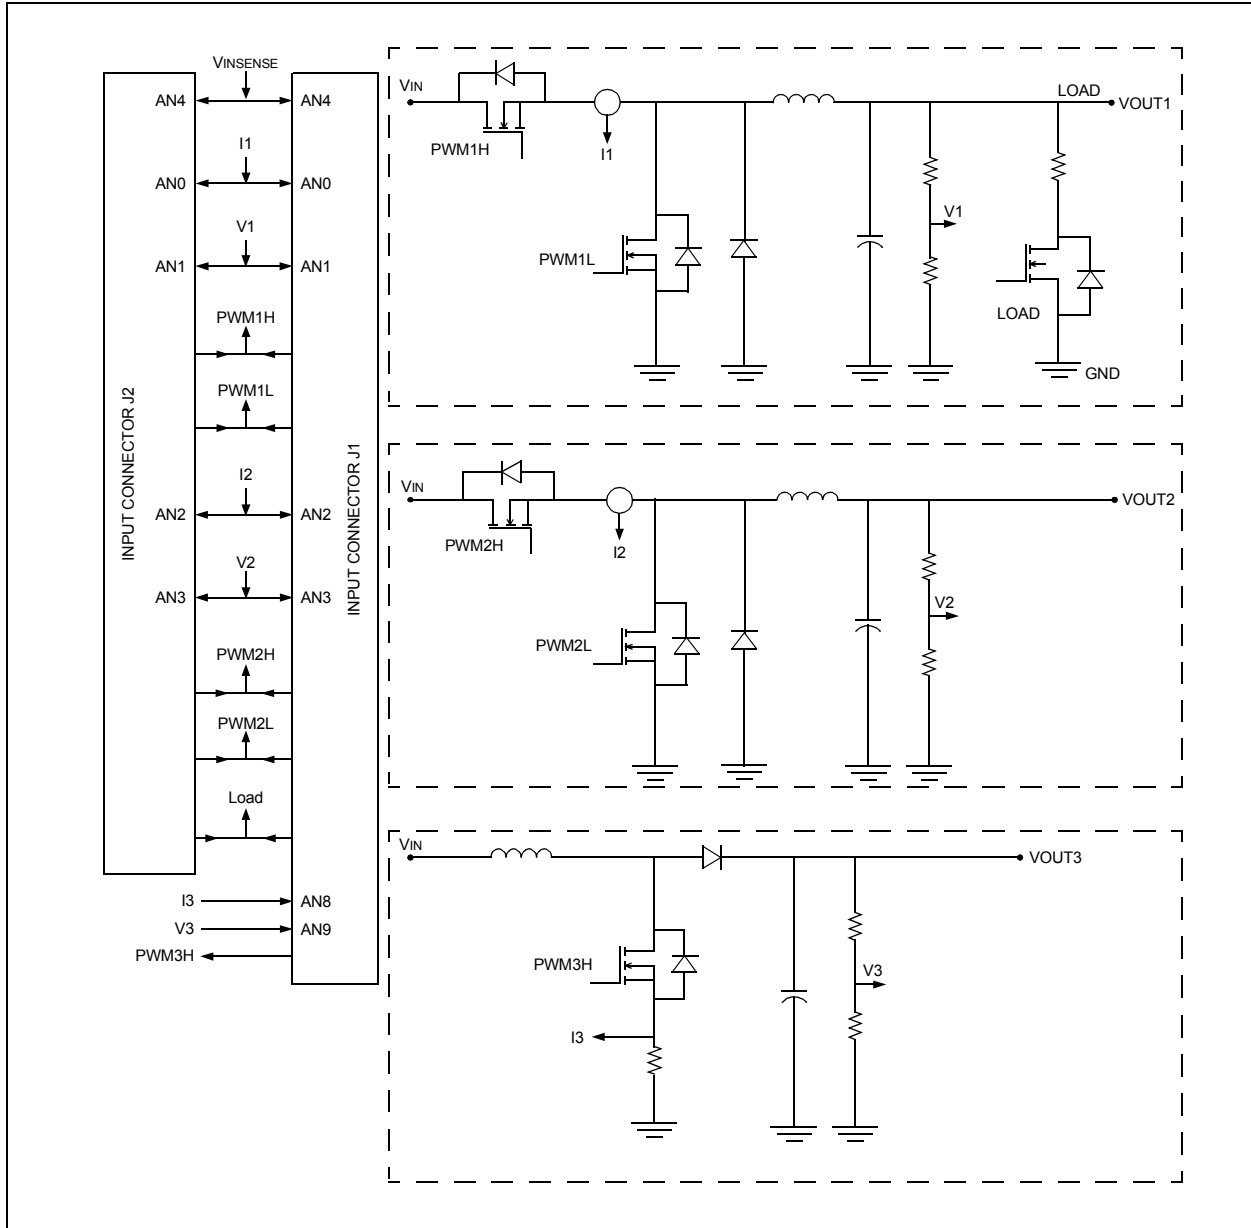 VINSENSE
AN4
AN4
I1
AN0
AN0
V1
AN1
AN1
PWM1H
PWM1L
I2
AN2
AN2
V2
AN3
AN3
PWM2H
PWM2L
Load
INPUT CONNECTOR J2
INPUT CONNECTOR J1
I3
AN8
V3
AN9
PWM3H
VIN
PWM1H
I1
LOAD
VOUT1
PWM1L
V1
LOAD
GND
VIN
PWM2H
I2
VOUT2
PWM2L
V2
VIN
VOUT3
PWM3H
V3
I3